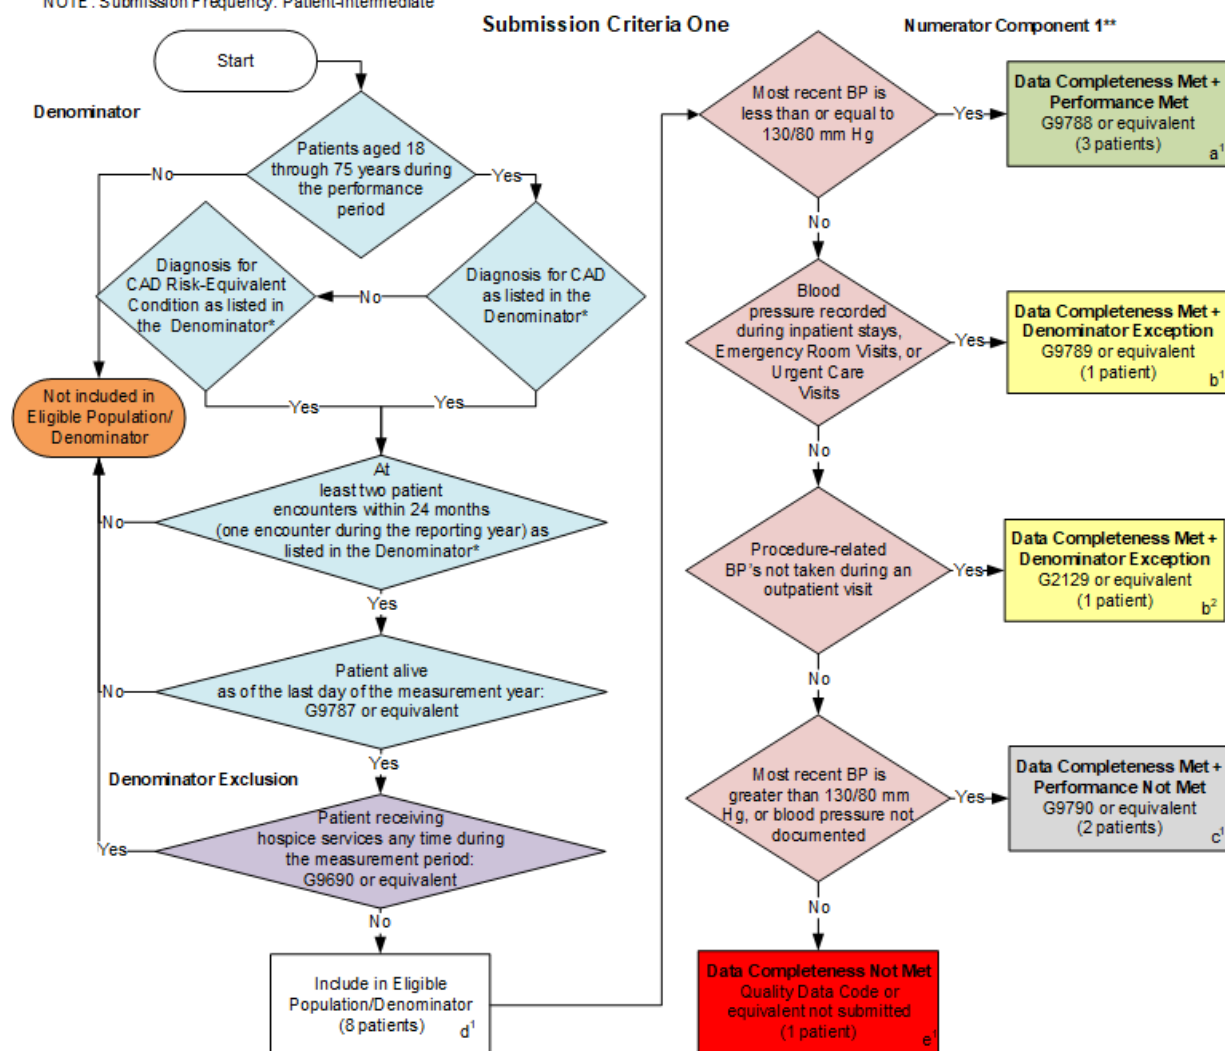 NOTE: Submission Frequency: Patient-Intermediate
Submission Criteria One
Numerator Component 1**
Start
Denominator
Patients aged 18
through 75 years during
the performance
period
No
Yes
Diagnosis for
CAD Risk-Equivalent
Condition as listed in
the Denominator*
No
Diagnosis for CAD
as listed in the
Denominator*
Not included in
Eligible Population/
Denominator
Yes
Yes
At
least two patient
encounters within 24 months
(one encounter during the reporting year) as
listed in the Denominator*
No
Yes
Patient alive
as of the last day of the measurement year:
G9787 or equivalent
No
Yes
Denominator Exclusion
Patient receiving
hospice services any time during
the measurement period:
G9690 or equivalent
Yes
No
Include in Eligible
Population/Denominator
(8 patients)
d1
Most recent BP is
less than or equal to
130/80 mm Hg
Yes
Data Completeness Met +
Performance Met
G9788 or equivalent
(3 patients)
a1
No
Blood
pressure recorded
during inpatient stays,
Emergency Room Visits, or
Urgent Care
Visits
Yes
Data Completeness Met +
Denominator Exception
G9789 or equivalent
(1 patient)
b1
No
Procedure-related
BP's not taken during an
outpatient visit
Yes
Data Completeness Met +
Denominator Exception
G2129 or equivalent
(1 patient)
b2
No
Most recent BP is
greater than 130/80 mm
Hg, or blood pressure not
documented
Yes
Data Completeness Met +
Performance Not Met
G9790 or equivalent
(2 patients)
c1
No
Data Completeness Not Met
Quality Data Code or
equivalent not submitted
(1 patient)
e1